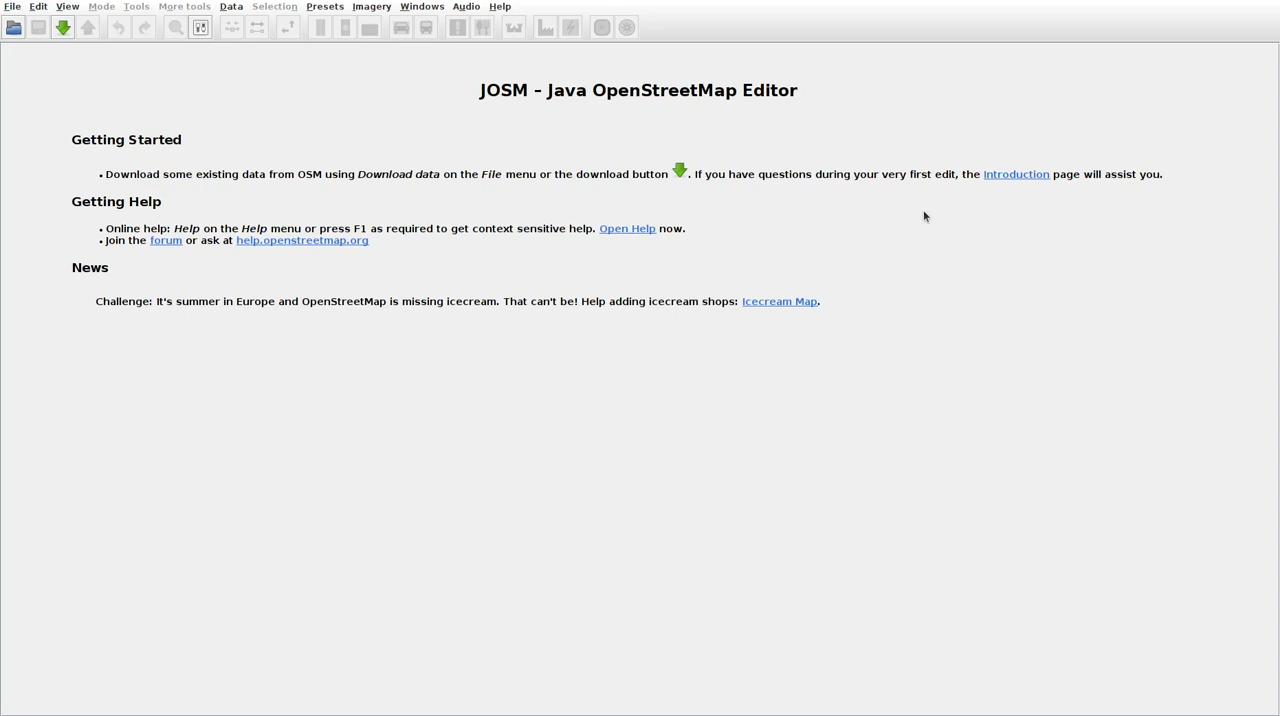 File Edit View Mode Tools More tools Data Selection Presets Imagery Windows Audio Help
JOSM – Java OpenStreetMap Editor
Getting Started
• Download some existing data from OSM using Download data on the File menu or the download button . If you have questions during your very first edit, the Introduction page will assist you.
Getting Help
• Online help: Help on the Help menu or press F1 as required to get context sensitive help. Open Help now.
• Join the forum or ask at help.openstreetmap.org
News
Challenge: It's summer in Europe and OpenStreetMap is missing icecream. That can't be! Help adding icecream shops: Icecream Map.